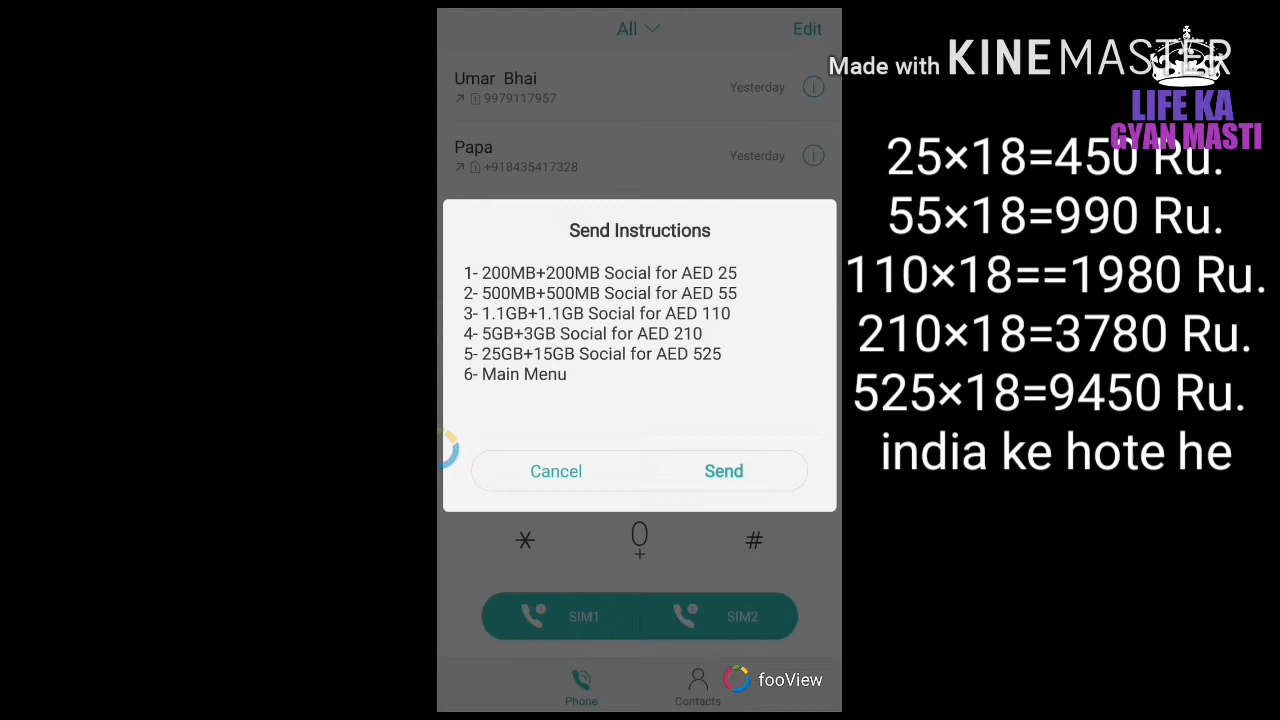 All
Edit
Umar Bhai
9979117957
Yesterday
Papa
+918435417328
Yesterday
Send Instructions
1- 200MB+200MB Social for AED 25
2- 500MB+500MB Social for AED 55
3- 1.1GB+1.1GB Social for AED 110
4- 5GB+3GB Social for AED 210
5- 25GB+15GB Social for AED 525
6- Main Menu
Cancel
Send
* 0 #
+
SIM1
SIM2
Phone
Contacts
fooView
Made with KINEMASTER
LIFE KA
GYAN MASTI
25×18=450 Ru.
55×18=990 Ru.
110×18==1980 Ru.
210×18=3780 Ru.
525×18=9450 Ru.
india ke hote he